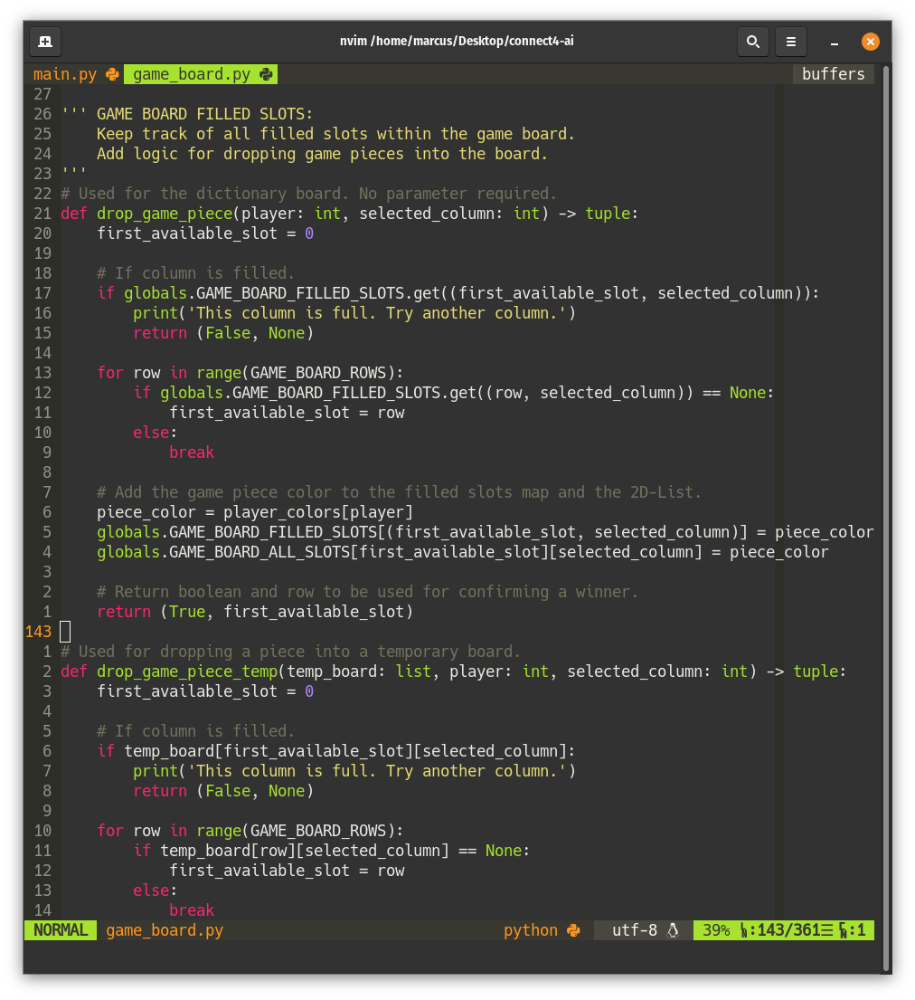 nvim /home/marcus/Desktop/connect4-ai
main.py game_board.py buffers
27
26 ''' GAME BOARD FILLED SLOTS:
25     Keep track of all filled slots within the game board.
24     Add logic for dropping game pieces into the board.
23 '''
22 # Used for the dictionary board. No parameter required.
21 def drop_game_piece(player: int, selected_column: int) -> tuple:
20     first_available_slot = 0
19
18     # If column is filled.
17     if globals.GAME_BOARD_FILLED_SLOTS.get((first_available_slot, selected_column)):
16         print('This column is full. Try another column.')
15         return (False, None)
14
13     for row in range(GAME_BOARD_ROWS):
12         if globals.GAME_BOARD_FILLED_SLOTS.get((row, selected_column)) == None:
11             first_available_slot = row
10         else:
9             break
8
7     # Add the game piece color to the filled slots map and the 2D-List.
6     piece_color = player_colors[player]
5     globals.GAME_BOARD_FILLED_SLOTS[(first_available_slot, selected_column)] = piece_color
4     globals.GAME_BOARD_ALL_SLOTS[first_available_slot][selected_column] = piece_color
3
2     # Return boolean and row to be used for confirming a winner.
1     return (True, first_available_slot)
143
1 # Used for dropping a piece into a temporary board.
2 def drop_game_piece_temp(temp_board: list, player: int, selected_column: int) -> tuple:
3     first_available_slot = 0
4
5     # If column is filled.
6     if temp_board[first_available_slot][selected_column]:
7         print('This column is full. Try another column.')
8         return (False, None)
9
10     for row in range(GAME_BOARD_ROWS):
11         if temp_board[row][selected_column] == None:
12             first_available_slot = row
13         else:
14             break
NORMAL game_board.py python utf-8 39% :143/361 :1